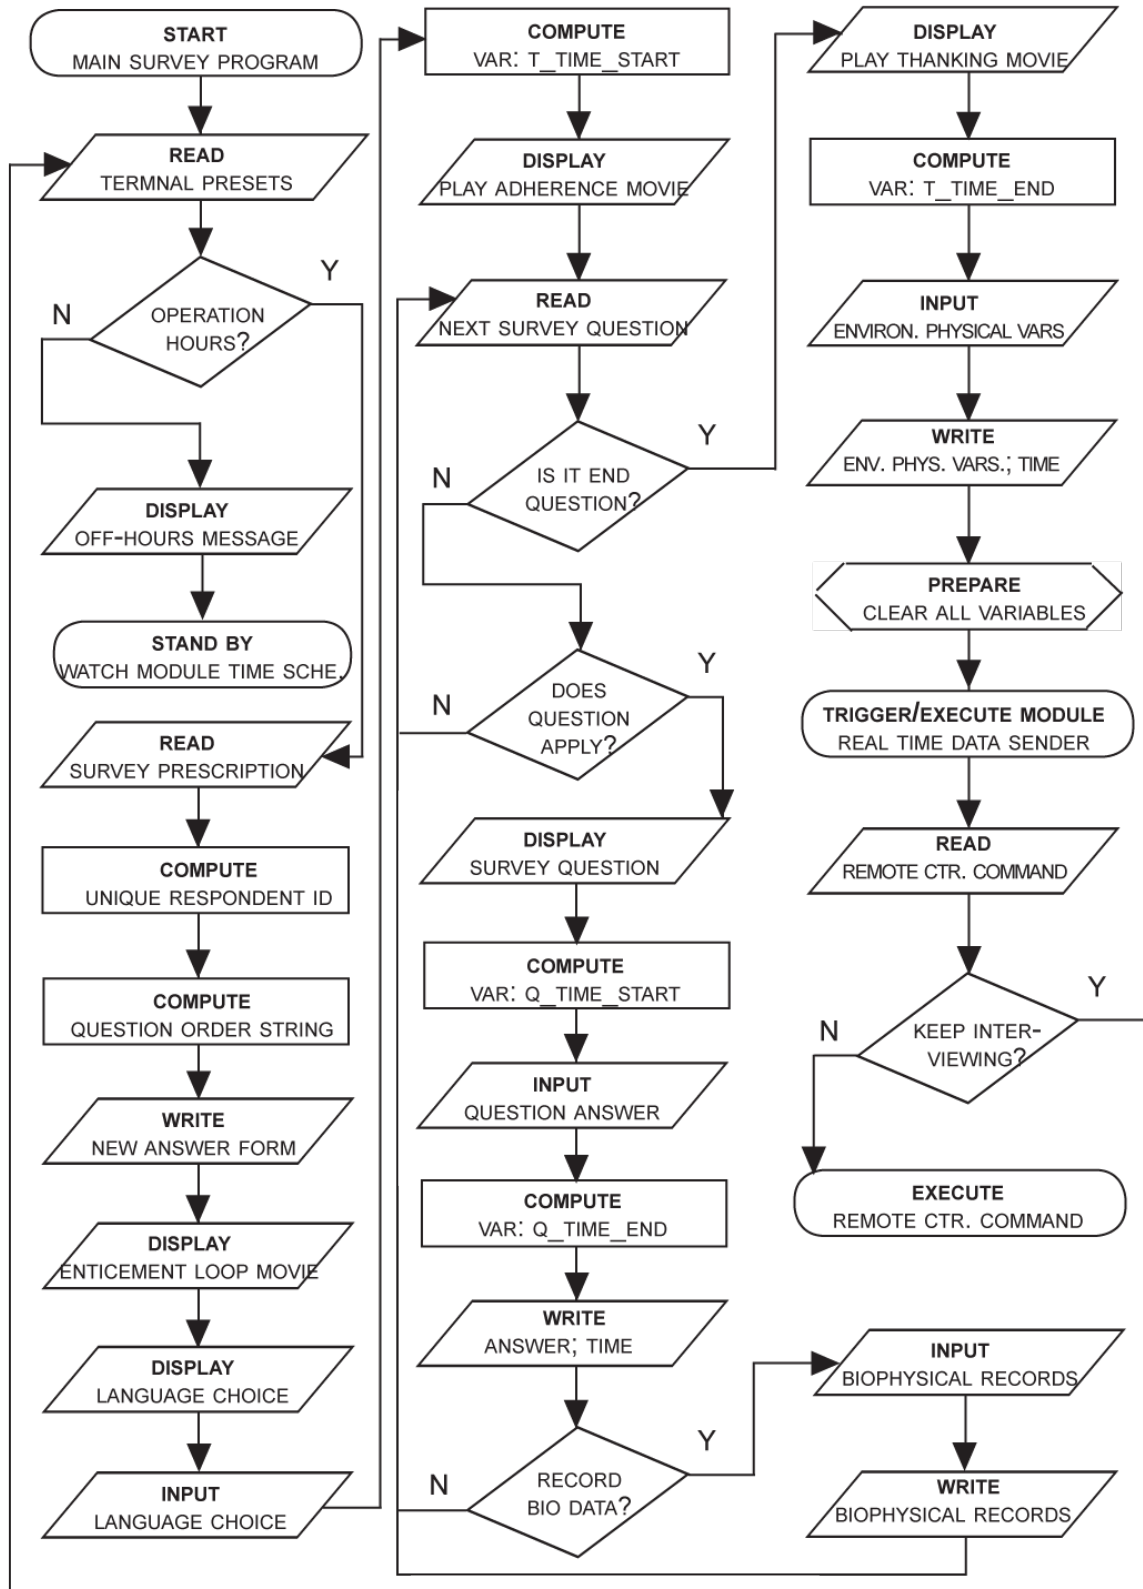 START
MAIN SURVEY PROGRAM
READ
TERMNAL PRESETS
Y
N
OPERATION
HOURS?
DISPLAY
OFF-HOURS MESSAGE
STAND BY
WATCH MODULE TIME SCHE.
READ
SURVEY PRESCRIPTION
COMPUTE
UNIQUE RESPONDENT ID
COMPUTE
QUESTION ORDER STRING
WRITE
NEW ANSWER FORM
DISPLAY
ENTICEMENT LOOP MOVIE
DISPLAY
LANGUAGE CHOICE
INPUT
LANGUAGE CHOICE
COMPUTE
VAR: T_TIME_START
DISPLAY
PLAY ADHERENCE MOVIE
READ
NEXT SURVEY QUESTION
Y
N
IS IT END
QUESTION?
Y
N
DOES
QUESTION
APPLY?
DISPLAY
SURVEY QUESTION
COMPUTE
VAR: Q_TIME_START
INPUT
QUESTION ANSWER
COMPUTE
VAR: Q_TIME_END
WRITE
ANSWER; TIME
Y
N
RECORD
BIO DATA?
DISPLAY
PLAY THANKING MOVIE
COMPUTE
VAR: T_TIME_END
INPUT
ENVIRON. PHYSICAL VARS
WRITE
ENV. PHYS. VARS.; TIME
PREPARE
CLEAR ALL VARIABLES
TRIGGER/EXECUTE MODULE
REAL TIME DATA SENDER
READ
REMOTE CTR. COMMAND
Y
N
KEEP INTER-
VIEWING?
EXECUTE
REMOTE CTR. COMMAND
INPUT
BIOPHYSICAL RECORDS
WRITE
BIOPHYSICAL RECORDS